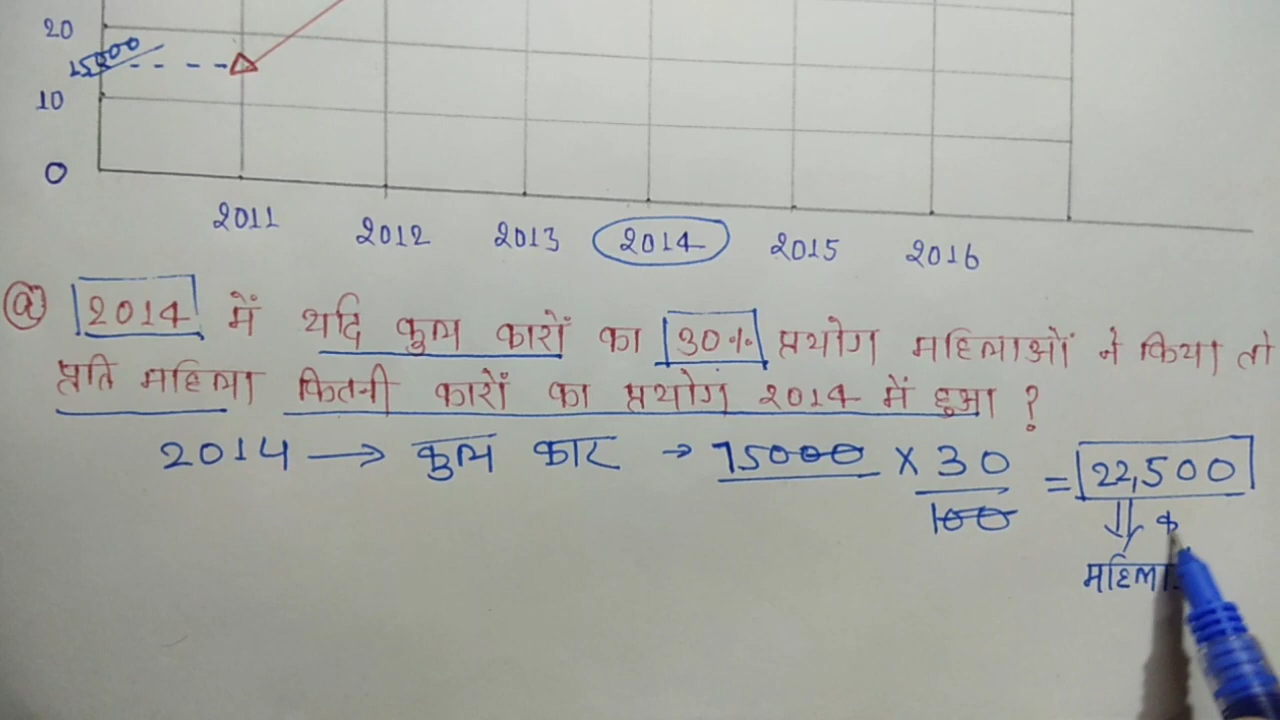 20
15000
10
0
2011 2012 2013 2014 2015 2016
@ 2014 में यदि कुल कारों का 30% प्रयोग महिलाओं ने किया तो
प्रति महिला कितनी कारों का प्रयोग 2014 में हुआ ?
2014 → कुल कार → 75000 × 30 = 22,500
100
महिला